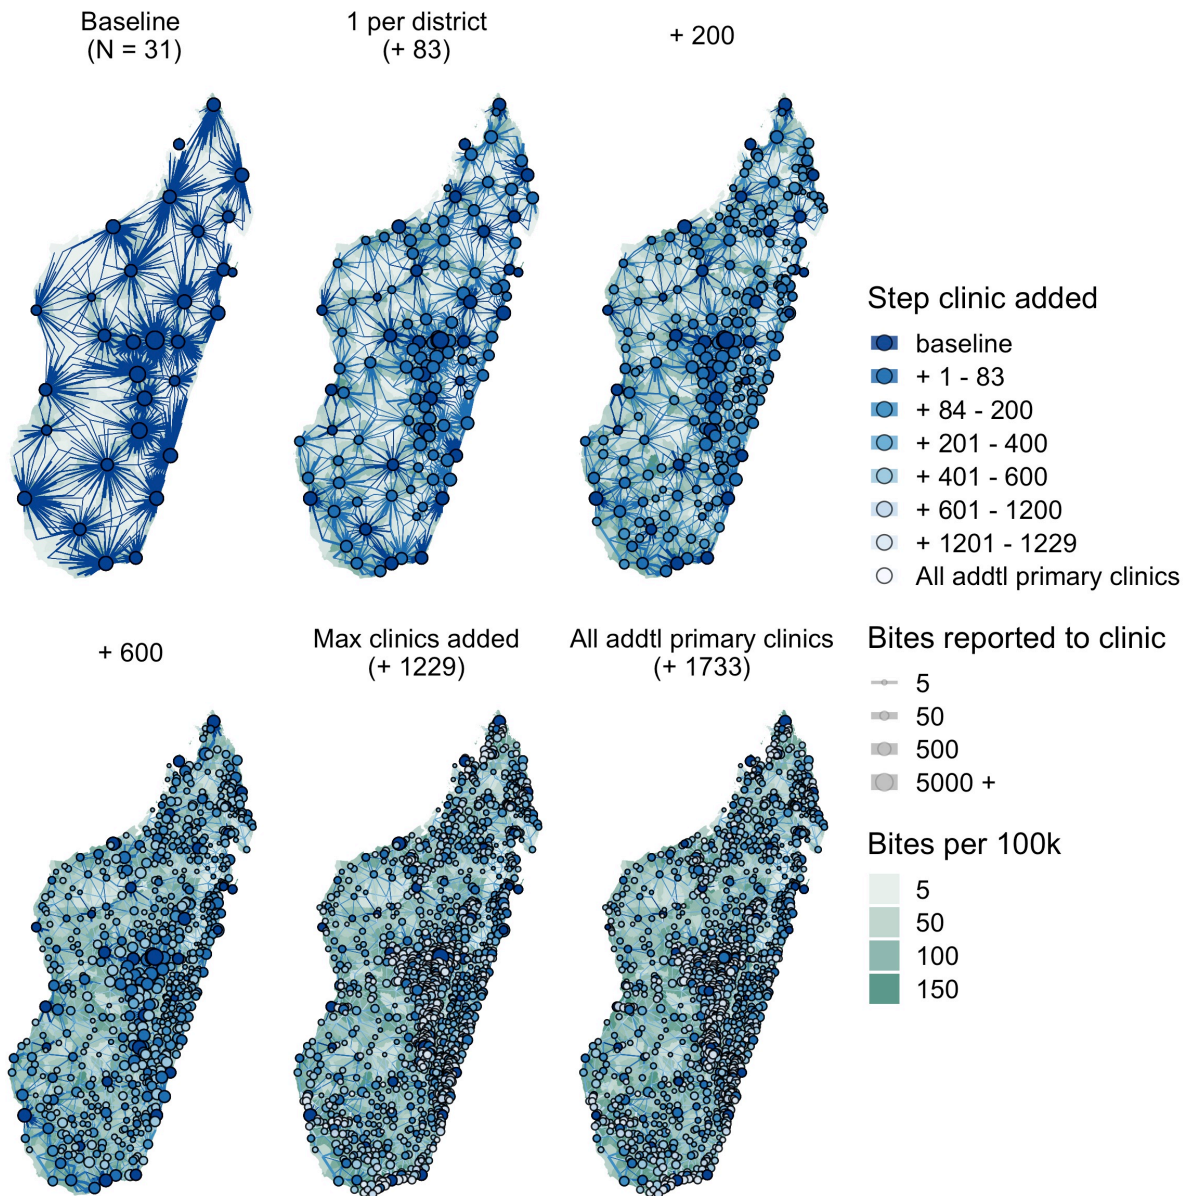 Baseline
(N = 31)
1 per district
(+ 83)
+ 200
Step clinic added
baseline
+ 1 - 83
+ 84 - 200
+ 201 - 400
+ 401 - 600
+ 601 - 1200
+ 1201 - 1229
All addtl primary clinics
+ 600
Max clinics added
(+ 1229)
All addtl primary clinics
(+ 1733)
Bites reported to clinic
5
50
500
5000 +
Bites per 100k
5
50
100
150